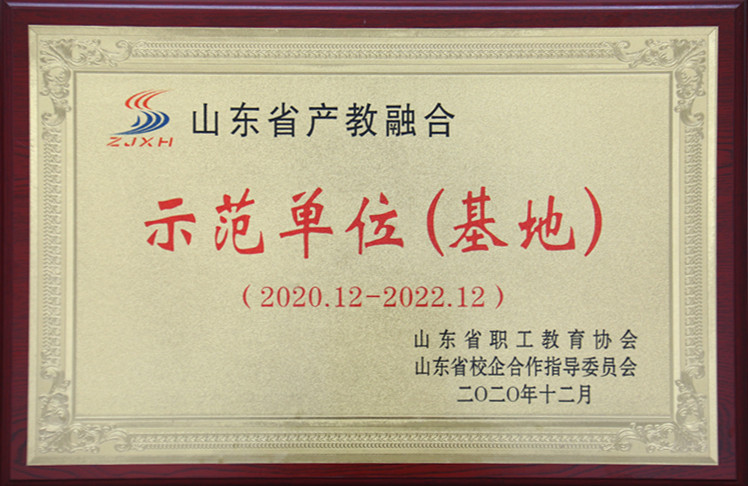 ZJXH 山东省产教融合
示范单位(基地)
(2020.12-2022.12)
山东省职工教育协会
山东省校企合作指导委员会
二〇二〇年十二月